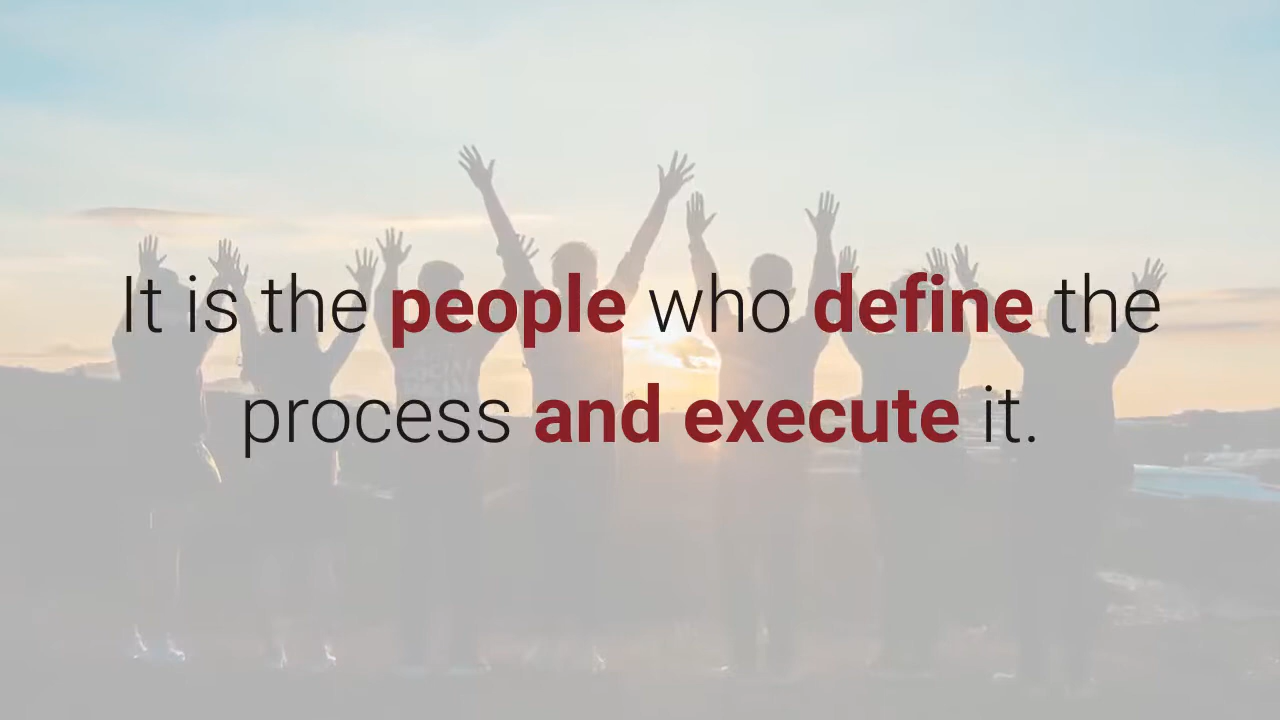 It is the people who define the
process and execute it.